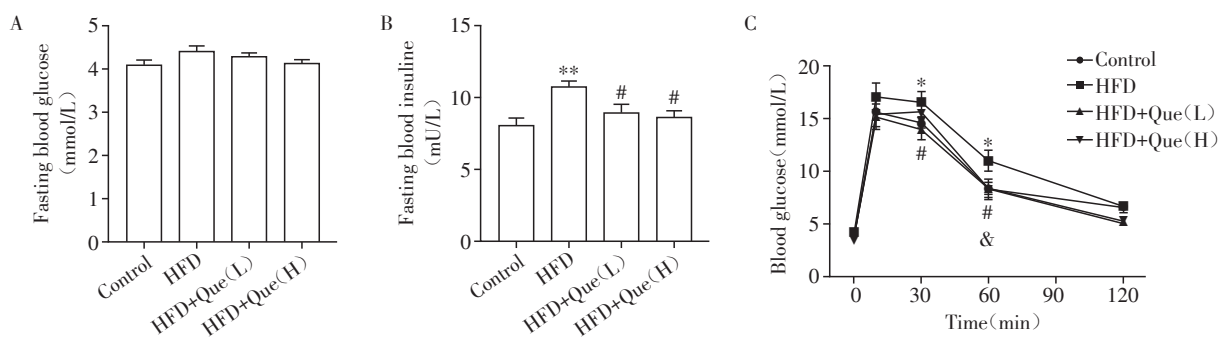 A
Fasting blood glucose
(mmol/L)
5
4
3
2
1
0
Control
HFD
HFD+Que(L)
HFD+Que(H)
B
Fasting blood insuline
(mU/L)
15
10
5
0
**
#
#
Control
HFD
HFD+Que(L)
HFD+Que(H)
C
Blood glucose(mmol/L)
20
15
10
5
0
*
#
*
#
&
0
30
60
90
120
Time(min)
Control
HFD
HFD+Que(L)
HFD+Que(H)